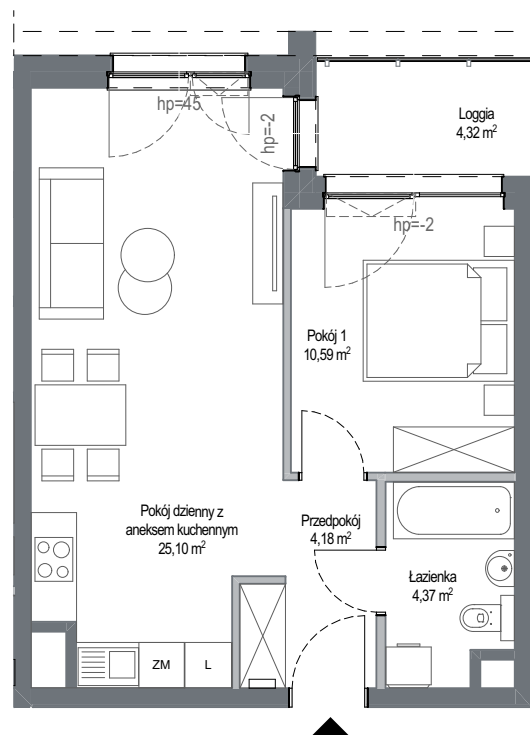 hp=45
hp=-2
Loggia
4,32 m²
hp=-2
Pokój 1
10,59 m²
Pokój dzienny z
aneksem kuchennym
25,10 m²
Przedpokój
4,18 m²
Łazienka
4,37 m²
ZM
L